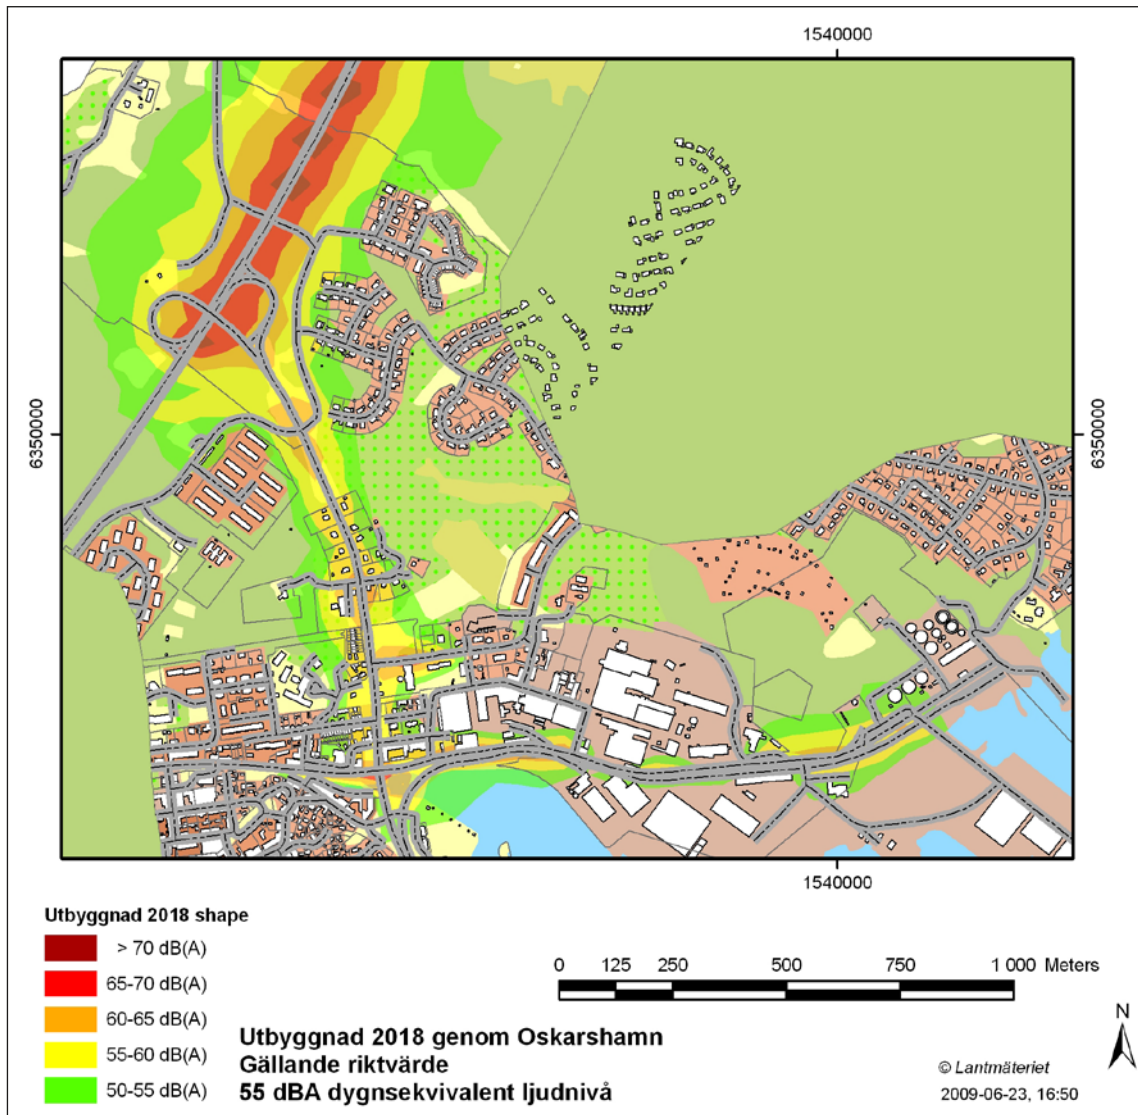 1540000
6350000
6350000
1540000
Utbyggnad 2018 shape
> 70 dB(A)
65-70 dB(A)
60-65 dB(A)
55-60 dB(A)
50-55 dB(A)
0 125 250 500 750 1 000 Meters
Utbyggnad 2018 genom Oskarshamn
Gällande riktvärde
55 dBA dygnsekvivalent ljudnivå
N
© Lantmäteriet
2009-06-23, 16:50